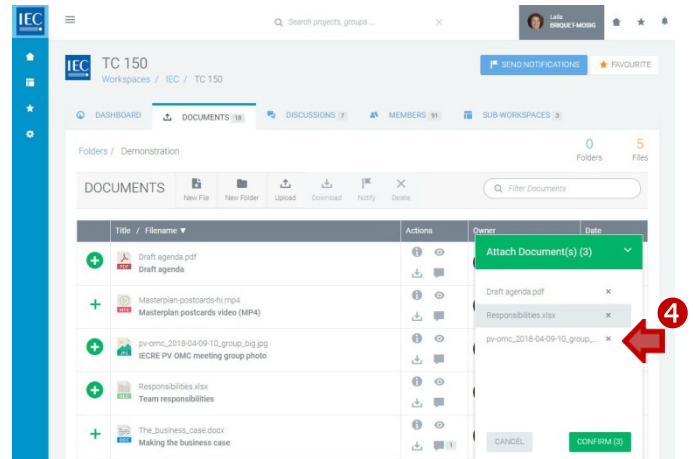 IEC
Search projects, groups ...
Laila
BRIQUET-MOSIG
IEC
TC 150
Workspaces / IEC / TC 150
SEND NOTIFICATIONS
FAVOURITE
DASHBOARD
DOCUMENTS 18
DISCUSSIONS 7
MEMBERS 91
SUB-WORKSPACES 3
Folders / Demonstration
0
Folders
5
Files
DOCUMENTS
New File
New Folder
Upload
Download
Notify
Delete
Filter Documents
Title / Filename
Actions
Owner
Date
Draft agenda.pdf
Draft agenda
Masterplan-postcards-hi.mp4
Masterplan postcards video (MP4)
pv-omc_2018-04-09-10_group_big.jpg
IECRE PV OMC meeting group photo
Responsibilities.xlsx
Team responsibilities
The_business_case.docx
Making the business case
1
Attach Document(s) (3)
Draft agenda.pdf
Responsibilities.xlsx
pv-omc_2018-04-09-10_group_...
CANCEL
CONFIRM (3)
4